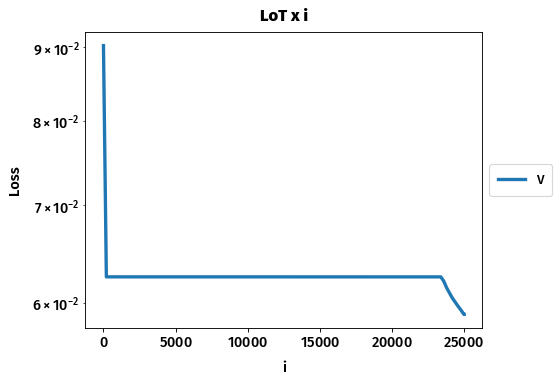 LoT x i
9 × 10⁻²
8 × 10⁻²
7 × 10⁻²
6 × 10⁻²
Loss
V
0 5000 10000 15000 20000 25000
i